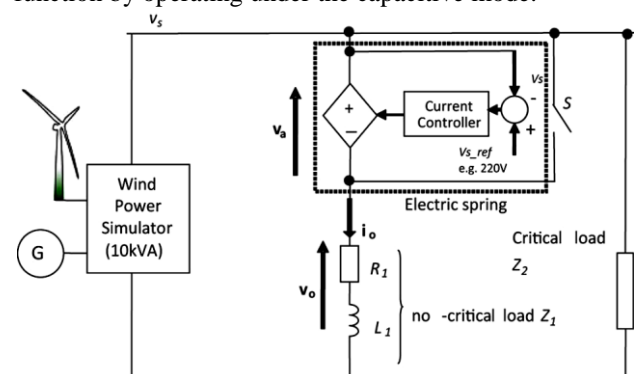 function by operating under the capacitive mode.
vs
Vs
S
+
-
Current
Controller
-
+
va
Vs_ref
e.g. 220V
Wind
Power
Simulator
(10kVA)
Electric spring
G
io
Critical load
Z2
R1
vo
no -critical load Z1
L1